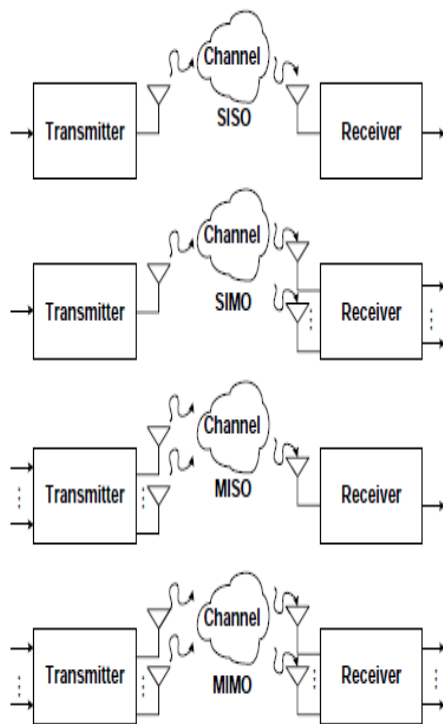 Channel
Transmitter
SISO
Receiver
Channel
Transmitter
SIMO
Receiver
Channel
Transmitter
MISO
Receiver
Channel
Transmitter
MIMO
Receiver